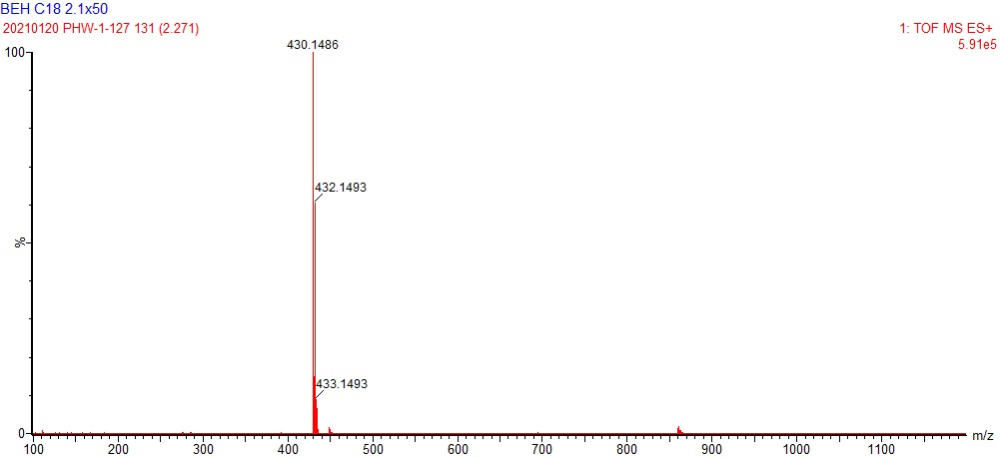 BEH C18 2.1x50
20210120 PHW-1-127 131 (2.271)
1: TOF MS ES+
5.91e5
100
430.1486
432.1493
%
433.1493
0
100 200 300 400 500 600 700 800 900 1000 1100
m/z